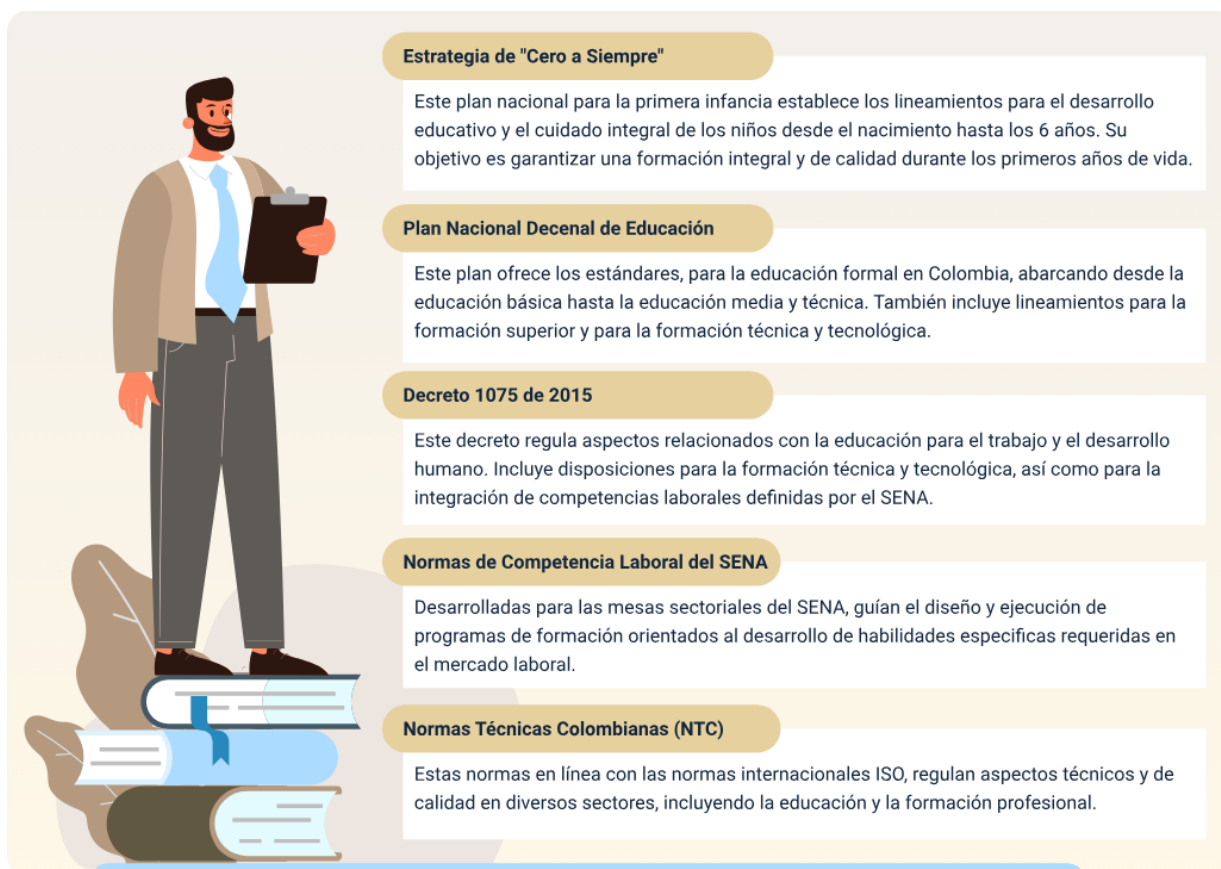 Estrategia de "Cero a Siempre"
Este plan nacional para la primera infancia establece los lineamientos para el desarrollo
educativo y el cuidado integral de los niños desde el nacimiento hasta los 6 años. Su
objetivo es garantizar una formación integral y de calidad durante los primeros años de vida.
Plan Nacional Decenal de Educación
Este plan ofrece los estándares, para la educación formal en Colombia, abarcando desde la
educación básica hasta la educación media y técnica. También incluye lineamientos para la
formación superior y para la formación técnica y tecnológica.
Decreto 1075 de 2015
Este decreto regula aspectos relacionados con la educación para el trabajo y el desarrollo
humano. Incluye disposiciones para la formación técnica y tecnológica, así como para la
integración de competencias laborales definidas por el SENA.
Normas de Competencia Laboral del SENA
Desarrolladas para las mesas sectoriales del SENA, guían el diseño y ejecución de
programas de formación orientados al desarrollo de habilidades especificas requeridas en
el mercado laboral.
Normas Técnicas Colombianas (NTC)
Estas normas en línea con las normas internacionales ISO, regulan aspectos técnicos y de
calidad en diversos sectores, incluyendo la educación y la formación profesional.